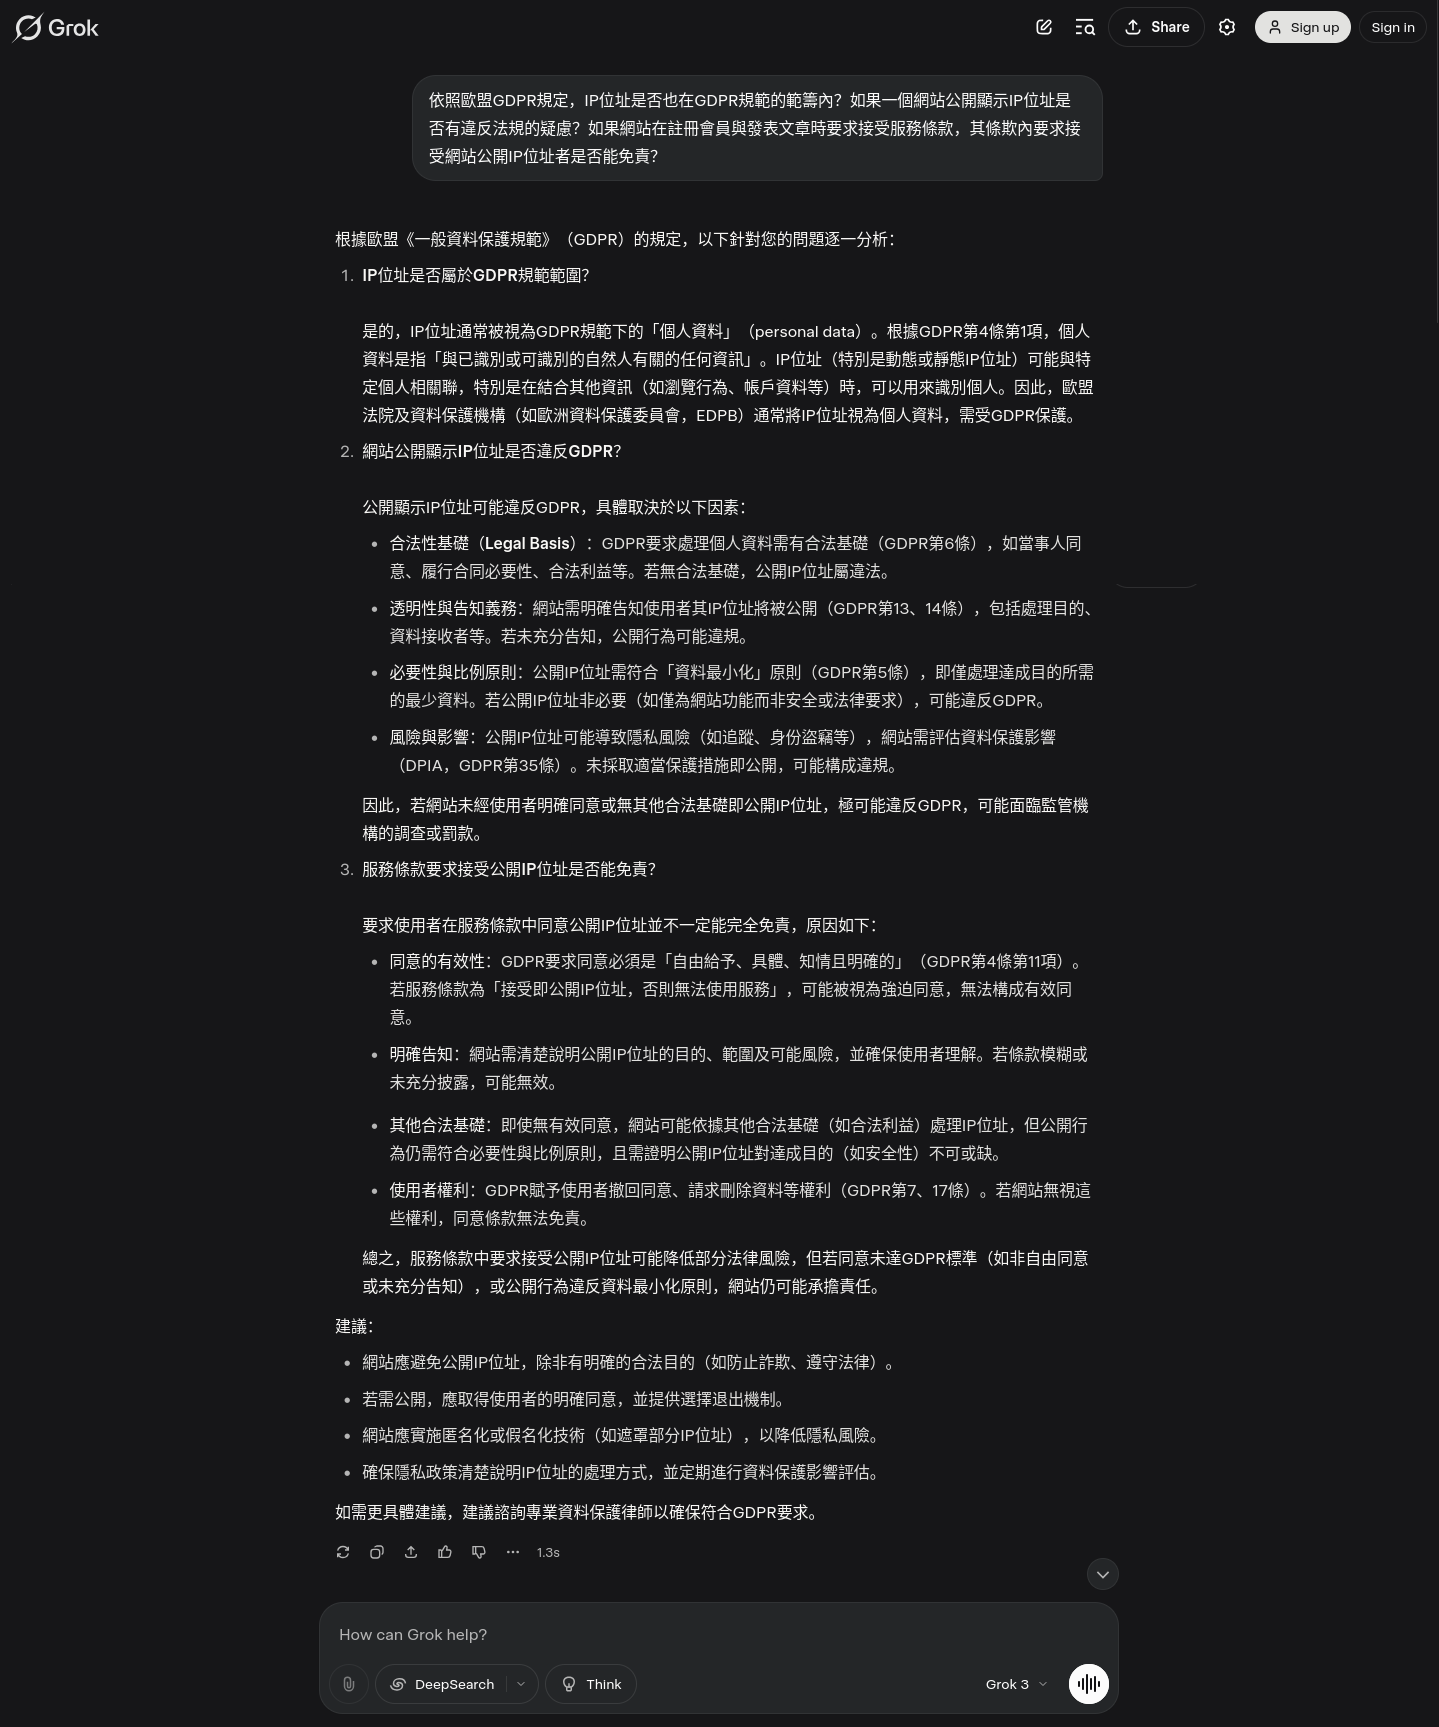 Grok
Share
Sign up
Sign in
依照歐盟GDPR規定，IP位址是否也在GDPR規範的範籌內？如果一個網站公開顯示IP位址是
否有違反法規的疑慮？如果網站在註冊會員與發表文章時要求接受服務條款，其條欺內要求接
受網站公開IP位址者是否能免責？
根據歐盟《一般資料保護規範》（GDPR）的規定，以下針對您的問題逐一分析：
1. IP位址是否屬於GDPR規範範圍？
是的，IP位址通常被視為GDPR規範下的「個人資料」（personal data）。根據GDPR第4條第1項，個人
資料是指「與已識別或可識別的自然人有關的任何資訊」。IP位址（特別是動態或靜態IP位址）可能與特
定個人相關聯，特別是在結合其他資訊（如瀏覽行為、帳戶資料等）時，可以用來識別個人。因此，歐盟
法院及資料保護機構（如歐洲資料保護委員會，EDPB）通常將IP位址視為個人資料，需受GDPR保護。
2. 網站公開顯示IP位址是否違反GDPR？
公開顯示IP位址可能違反GDPR，具體取決於以下因素：
• 合法性基礎（Legal Basis）：GDPR要求處理個人資料需有合法基礎（GDPR第6條），如當事人同
意、履行合同必要性、合法利益等。若無合法基礎，公開IP位址屬違法。
• 透明性與告知義務：網站需明確告知使用者其IP位址將被公開（GDPR第13、14條），包括處理目的、
資料接收者等。若未充分告知，公開行為可能違規。
• 必要性與比例原則：公開IP位址需符合「資料最小化」原則（GDPR第5條），即僅處理達成目的所需
的最少資料。若公開IP位址非必要（如僅為網站功能而非安全或法律要求），可能違反GDPR。
• 風險與影響：公開IP位址可能導致隱私風險（如追蹤、身份盜竊等），網站需評估資料保護影響
（DPIA，GDPR第35條）。未採取適當保護措施即公開，可能構成違規。
因此，若網站未經使用者明確同意或無其他合法基礎即公開IP位址，極可能違反GDPR，可能面臨監管機
構的調查或罰款。
3. 服務條款要求接受公開IP位址是否能免責？
要求使用者在服務條款中同意公開IP位址並不一定能完全免責，原因如下：
• 同意的有效性：GDPR要求同意必須是「自由給予、具體、知情且明確的」（GDPR第4條第11項）。
若服務條款為「接受即公開IP位址，否則無法使用服務」，可能被視為強迫同意，無法構成有效同
意。
• 明確告知：網站需清楚說明公開IP位址的目的、範圍及可能風險，並確保使用者理解。若條款模糊或
未充分披露，可能無效。
• 其他合法基礎：即使無有效同意，網站可能依據其他合法基礎（如合法利益）處理IP位址，但公開行
為仍需符合必要性與比例原則，且需證明公開IP位址對達成目的（如安全性）不可或缺。
• 使用者權利：GDPR賦予使用者撤回同意、請求刪除資料等權利（GDPR第7、17條）。若網站無視這
些權利，同意條款無法免責。
總之，服務條款中要求接受公開IP位址可能降低部分法律風險，但若同意未達GDPR標準（如非自由同意
或未充分告知），或公開行為違反資料最小化原則，網站仍可能承擔責任。
建議：
• 網站應避免公開IP位址，除非有明確的合法目的（如防止詐欺、遵守法律）。
• 若需公開，應取得使用者的明確同意，並提供選擇退出機制。
• 網站應實施匿名化或假名化技術（如遮罩部分IP位址），以降低隱私風險。
• 確保隱私政策清楚說明IP位址的處理方式，並定期進行資料保護影響評估。
如需更具體建議，建議諮詢專業資料保護律師以確保符合GDPR要求。
1.3s
How can Grok help?
DeepSearch
Think
Grok 3